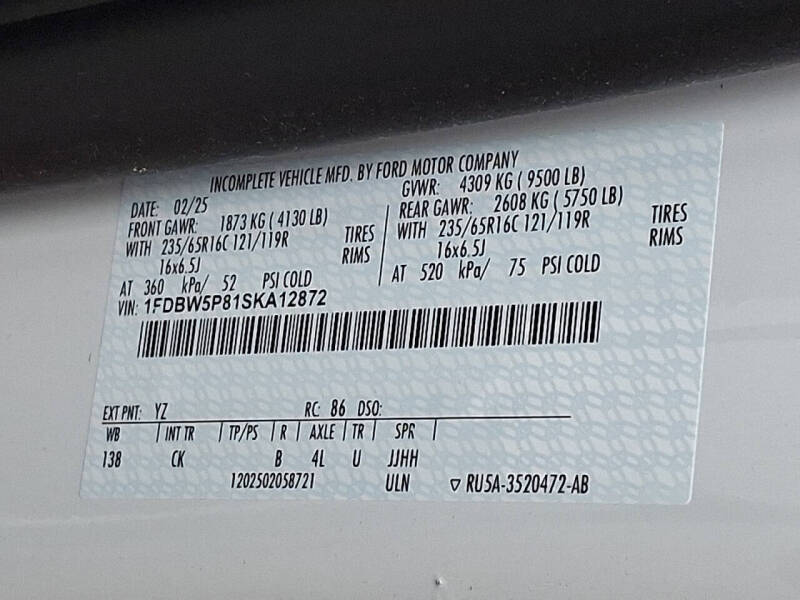 INCOMPLETE VEHICLE MFD. BY FORD MOTOR COMPANY
DATE: 02/25 GVWR: 4309 KG ( 9500 LB)
FRONT GAWR: 1873 KG ( 4130 LB) REAR GAWR: 2608 KG ( 5750 LB)
WITH 235/65R16C 121/119R TIRES WITH 235/65R16C 121/119R TIRES
16x6.5J RIMS 16x6.5J RIMS
AT 360 kPa/ 52 PSI COLD AT 520 kPa/ 75 PSI COLD
VIN: 1FDBW5P81SKA12872
EXT PNT: YZ RC: 86 DSO:
WB INT TR TP/PS R AXLE TR SPR
138 CK B 4L U JJHH
1202502058721 ULN RU5A-3520472-AB